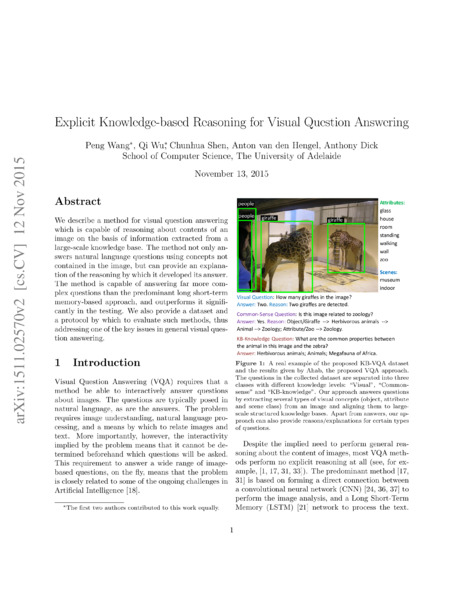 arXiv:1511.02570v2 [cs.CV] 12 Nov 2015
Explicit Knowledge-based Reasoning for Visual Question Answering
Peng Wang*, Qi Wu*, Chunhua Shen, Anton van den Hengel, Anthony Dick
School of Computer Science, The University of Adelaide
November 13, 2015
Abstract
We describe a method for visual question answering
which is capable of reasoning about contents of an
image on the basis of information extracted from a
large-scale knowledge base. The method not only an-
swers natural language questions using concepts not
contained in the image, but can provide an explana-
tion of the reasoning by which it developed its answer.
The method is capable of answering far more com-
plex questions than the predominant long short-term
memory-based approach, and outperforms it signifi-
cantly in the testing. We also provide a dataset and
a protocol by which to evaluate such methods, thus
addressing one of the key issues in general visual ques-
tion answering.
1 Introduction
Visual Question Answering (VQA) requires that a
method be able to interactively answer questions
about images. The questions are typically posed in
natural language, as are the answers. The problem
requires image understanding, natural language pro-
cessing, and a means by which to relate images and
text. More importantly, however, the interactivity
implied by the problem means that it cannot be de-
termined beforehand which questions will be asked.
This requirement to answer a wide range of image-
based questions, on the fly, means that the problem
is closely related to some of the ongoing challenges in
Artificial Intelligence [18].
*The first two authors contributed to this work equally.
people
people
giraffe
giraffe
Attributes:
glass
house
room
standing
walking
wall
zoo
Scenes:
museum
indoor
Visual Question: How many giraffes in the image?
Answer: Two. Reason: Two giraffes are detected.
Common-Sense Question: Is this image related to zoology?
Answer: Yes. Reason: Object/Giraffe --> Herbivorous animals -->
Animal --> Zoology; Attribute/Zoo --> Zoology.
KB-Knowledge Question: What are the common properties between
the animal in this image and the zebra?
Answer: Herbivorous animals; Animals; Megafauna of Africa.
Figure 1: A real example of the proposed KB-VQA dataset
and the results given by Ahab, the proposed VQA approach.
The questions in the collected dataset are separated into three
classes with different knowledge levels: "Visual", "Common-
sense" and "KB-knowledge". Our approach answers questions
by extracting several types of visual concepts (object, attribute
and scene class) from an image and aligning them to large-
scale structured knowledge bases. Apart from answers, our ap-
proach can also provide reasons/explanations for certain types
of questions.
Despite the implied need to perform general rea-
soning about the content of images, most VQA meth-
ods perform no explicit reasoning at all (see, for ex-
ample, [1, 17, 31, 33]). The predominant method [17,
31] is based on forming a direct connection between
a convolutional neural network (CNN) [24, 36, 37] to
perform the image analysis, and a Long Short-Term
Memory (LSTM) [21] network to process the text.
1